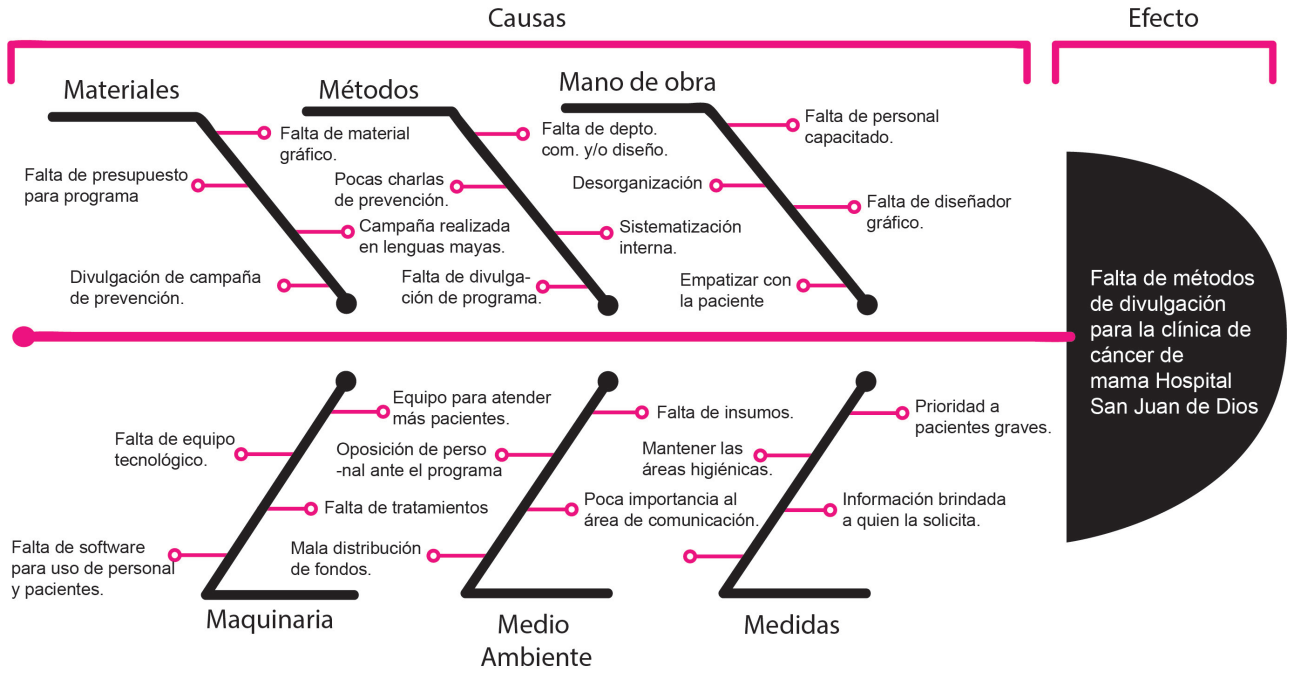 Causas
Efecto
Materiales
Falta de material
gráfico.
Falta de presupuesto
para programa
Campaña realizada
en lenguas mayas.
Divulgación de campaña
de prevención.
Métodos
Falta de depto.
com. y/o diseño.
Pocas charlas
de prevención.
Sistematización
interna.
Falta de divulga-
ción de programa.
Mano de obra
Falta de personal
capacitado.
Desorganización
Falta de diseñador
gráfico.
Empatizar con
la paciente
Falta de métodos
de divulgación
para la clínica de
cáncer de
mama Hospital
San Juan de Dios
Equipo para atender
más pacientes.
Falta de equipo
tecnológico.
Falta de tratamientos
Falta de software
para uso de personal
y pacientes.
Maquinaria
Falta de insumos.
Oposición de perso
-nal ante el programa
Poca importancia al
área de comunicación.
Mala distribución
de fondos.
Medio
Ambiente
Prioridad a
pacientes graves.
Mantener las
áreas higiénicas.
Información brindada
a quien la solicita.
Medidas